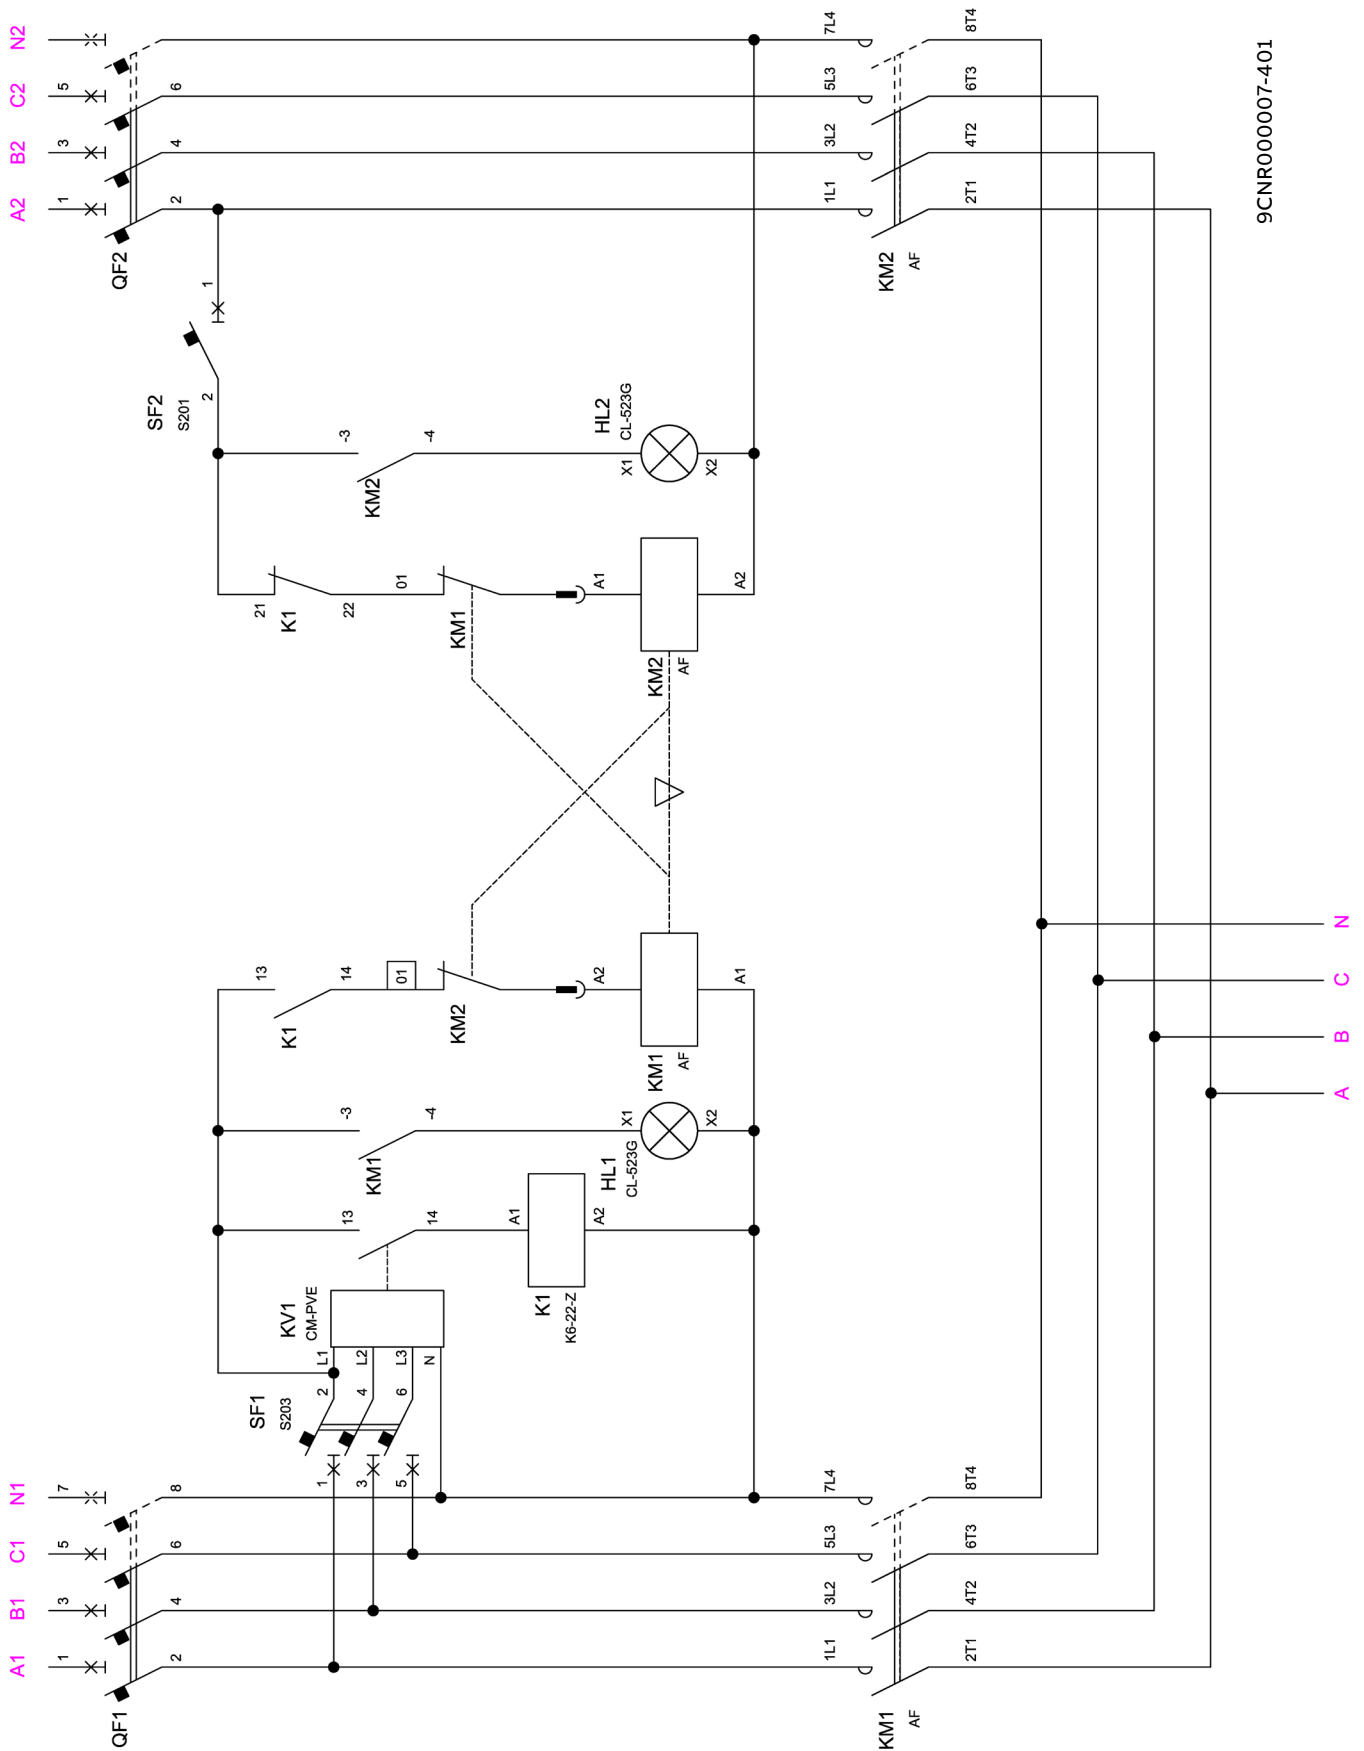 A1 B1 C1 N1 A2 B2 C2 N2
1 3 5 7 1 3 5
QF1 QF2
2 4 6 8 2 4 6
SF2
S201
2 1
SF1
S203
KV1
CM-PVE
1 2 L1
3 4 L2
5 6 L3
N
13
14
A1
K1
K6-22-Z
A2
-3
KM1
-4
HL1
CL-523G
X1
X2
13
K1
14
01
KM2
A2
KM1
AF
A1
21
K1
22
01
KM1
A1
KM2
AF
A2
-3
KM2
-4
HL2
CL-523G
X1
X2
1L1 3L2 5L3 7L4 1L1 3L2 5L3 7L4
KM1 KM2
AF AF
2T1 4T2 6T3 8T4 2T1 4T2 6T3 8T4
9CNR000007-401
A B C N